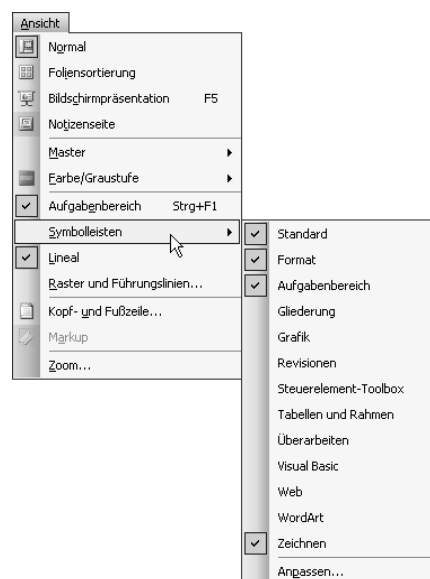 Ansicht
Normal
Foliensortierung
Bildschirmpräsentation F5
Notizenseite
Master
Farbe/Graustufe
Aufgabenbereich Strg+F1
Symbolleisten
Lineal
Raster und Führungslinien...
Kopf- und Fußzeile...
Markup
Zoom...
Standard
Format
Aufgabenbereich
Gliederung
Grafik
Revisionen
Steuerelement-Toolbox
Tabellen und Rahmen
Überarbeiten
Visual Basic
Web
WordArt
Zeichnen
Anpassen...